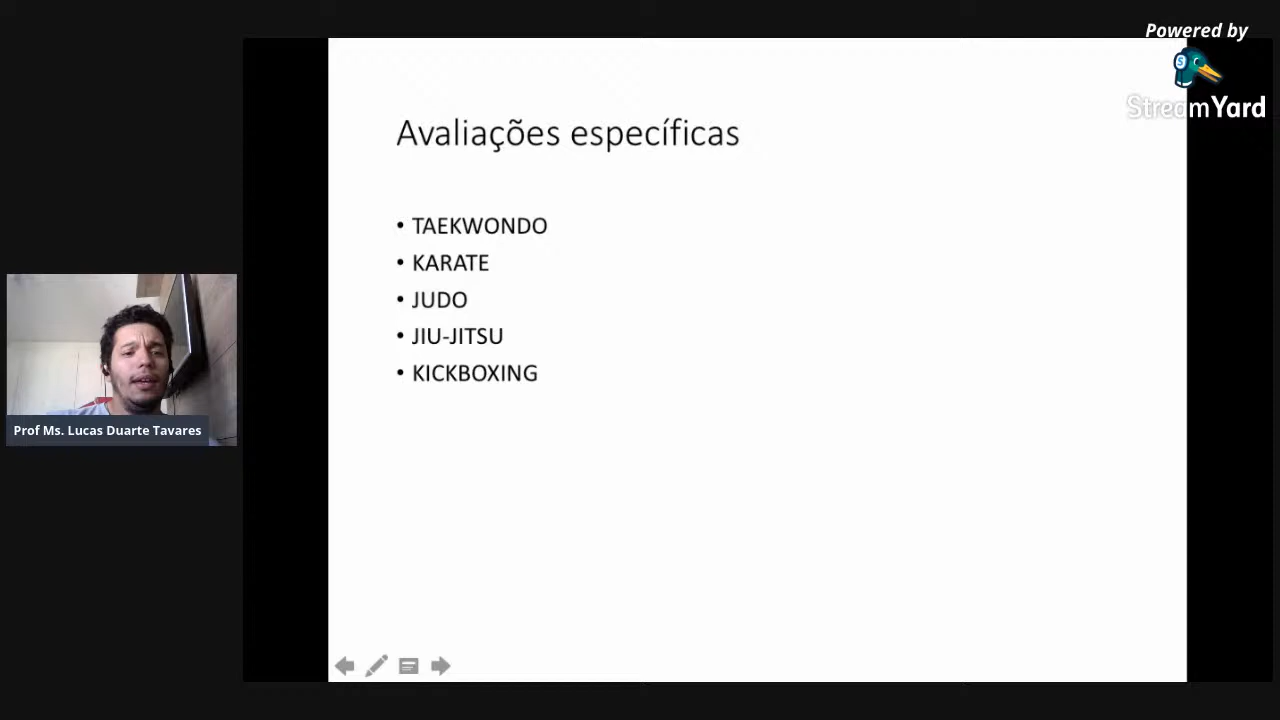 Powered by
StreamYard
Avaliações específicas
• TAEKWONDO
• KARATE
• JUDO
• JIU-JITSU
• KICKBOXING
Prof Ms. Lucas Duarte Tavares